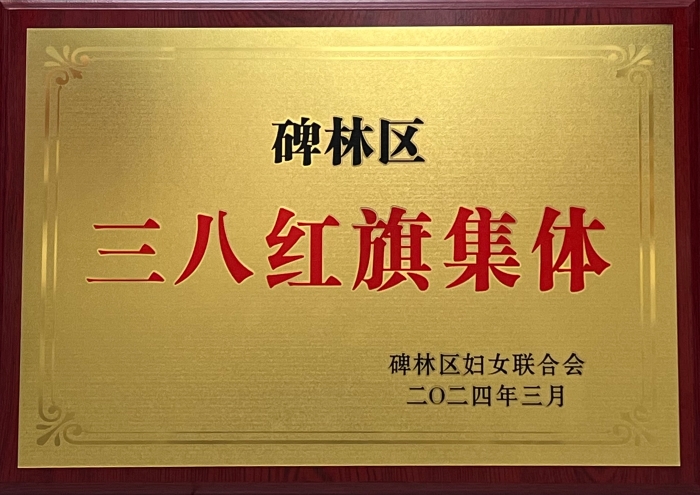 碑林区
三八红旗集体
碑林区妇女联合会
二〇二四年三月